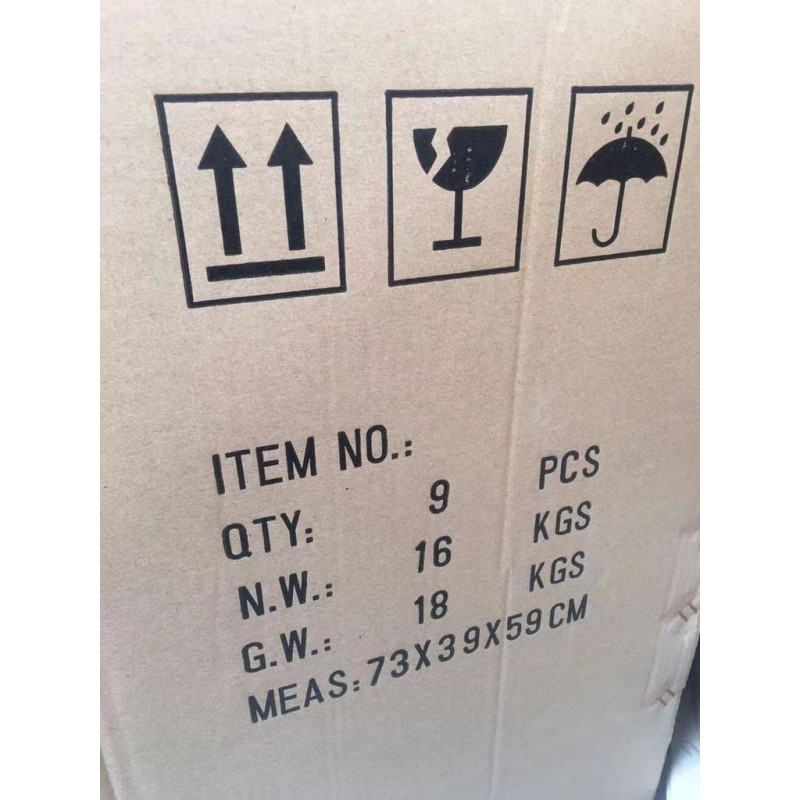 ITEM NO.:
QTY: 9 PCS
N.W.: 16 KGS
G.W.: 18 KGS
MEAS: 73X39X59CM